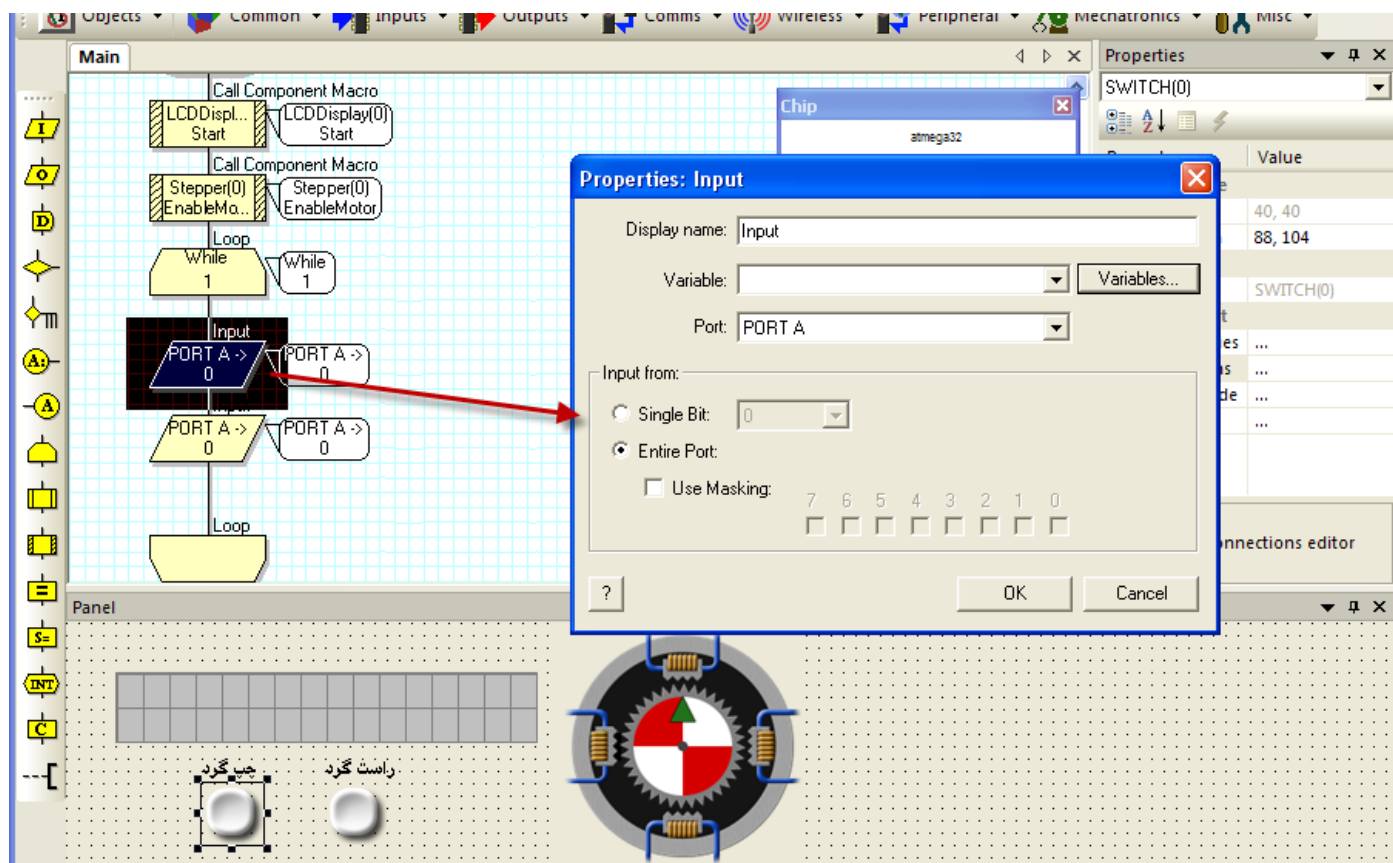 Objects Common Inputs Outputs Comms Wireless Peripheral Mechatronics Misc
Main
Call Component Macro
LCDDispl... Start
LCDDisplay(0) Start
Call Component Macro
Stepper(0) EnableMo...
Stepper(0) EnableMotor
Loop
While 1
While 1
Input
PORT A -> 0
PORT A -> 0
Input
PORT A -> 0
PORT A -> 0
Loop
I
O
D
A:
A
=
S=
INT
C
Chip
atmega32
Properties
SWITCH(0)
Value
40, 40
88, 104
SWITCH(0)
...
...
...
...
Properties: Input
Display name: Input
Variable: Variables...
Port: PORT A
Input from:
Single Bit: 0
Entire Port:
Use Masking: 7 6 5 4 3 2 1 0
? OK Cancel
Panel
چپ گرد راست گرد